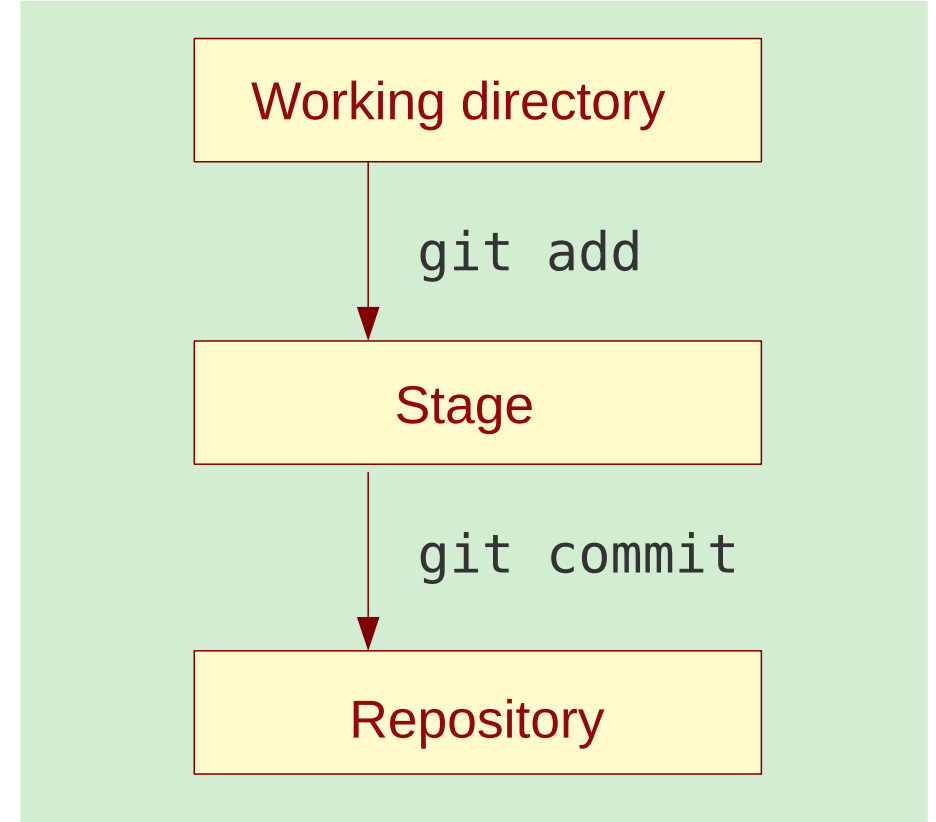 Working directory
git add
Stage
git commit
Repository